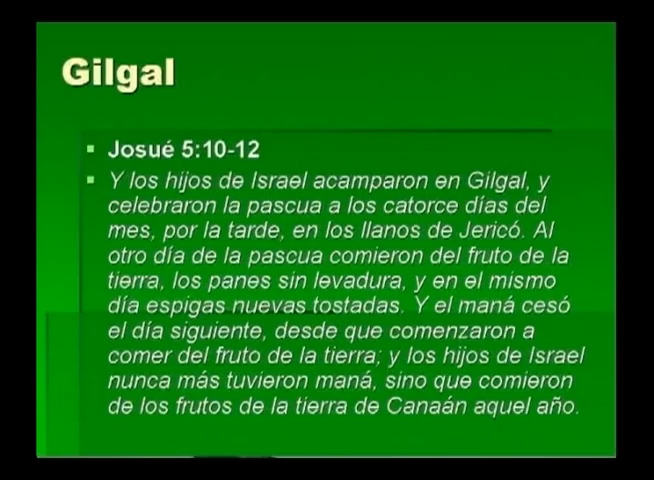 Gilgal
Josué 5:10-12
Y los hijos de Israel acamparon en Gilgal, y
celebraron la pascua a los catorce días del
mes, por la tarde, en los llanos de Jericó. Al
otro día de la pascua comieron del fruto de la
tierra, los panes sin levadura, y en el mismo
día espigas nuevas tostadas. Y el maná cesó
el día siguiente, desde que comenzaron a
comer del fruto de la tierra; y los hijos de Israel
nunca más tuvieron maná, sino que comieron
de los frutos de la tierra de Canaán aquel año.